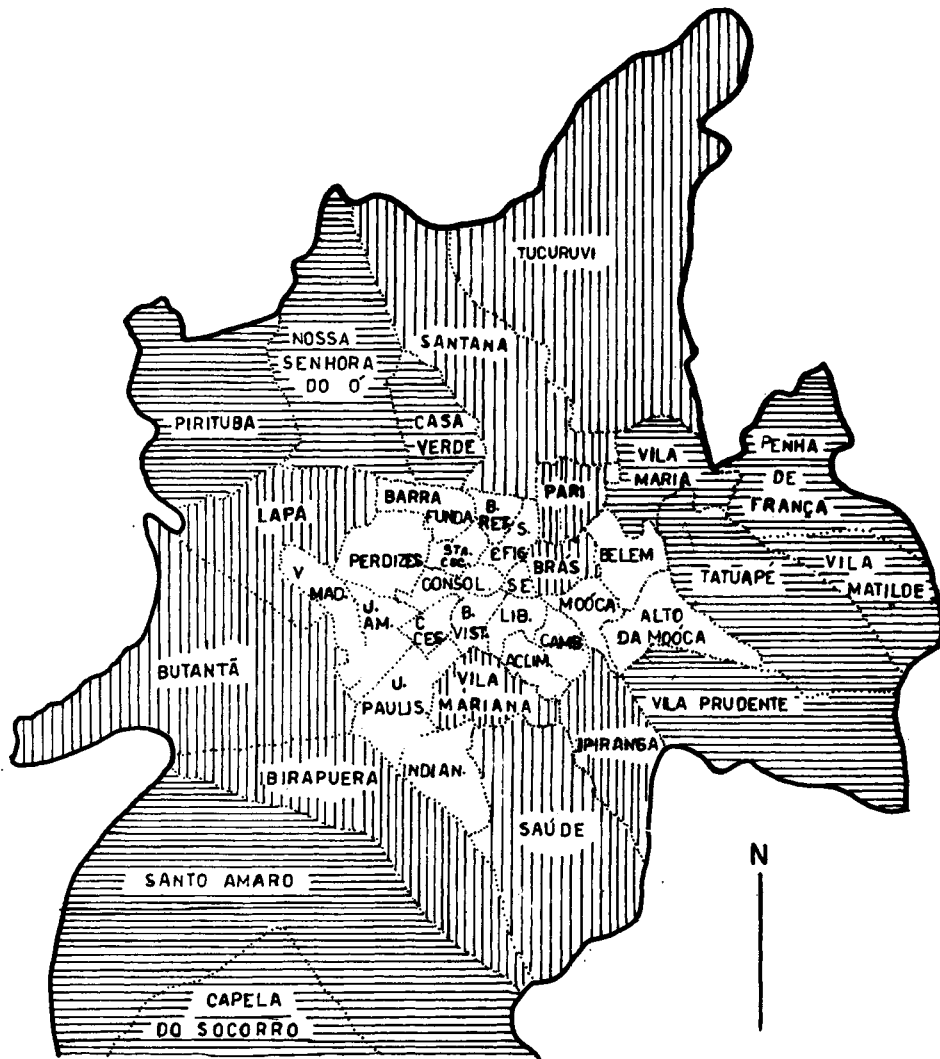 TUCURUVI
NOSSA
SENHORA
DO Ó
SANTANA
PIRITUBA
CASA
VERDE
VILA
MARIA
PENHA
DE
FRANÇA
LAPA
BARRA
FUNDA
B.
RET.
S.
EFIG.
PARI
PERDIZES
STA.
CEC.
CONSOL
SÉ
BRÁS
BELEM
TATUAPÉ
VILA
MATILDE
V.
MAD.
J.
AM.
C.
CES.
B.
VIST.
LIB.
MOÓCA
CAMB.
ACLIM.
ALTO
DA MOÓCA
BUTANTÃ
J.
PAULIS.
VILA
MARIANA
VILA PRUDENTE
IBIRAPUERA
INDIAN.
IPIRANGA
SAÚDE
SANTO AMARO
N
CAPELA
DO SOCORRO